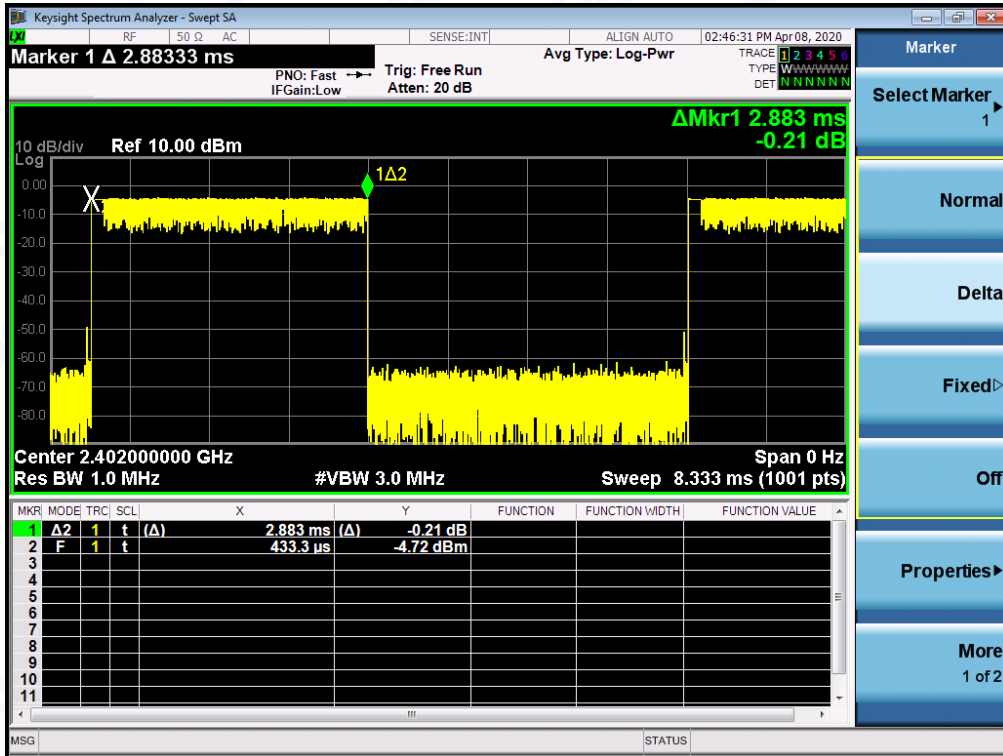 Keysight Spectrum Analyzer - Swept SA
LXI RF 50 Ω AC SENSE:INT ALIGN AUTO 02:46:31 PM Apr 08, 2020
Marker 1 Δ 2.88333 ms
PNO: Fast
IFGain:Low
Trig: Free Run
Atten: 20 dB
Avg Type: Log-Pwr
TRACE 1 2 3 4 5 6
TYPE WWWWWW
DET N N N N N N
ΔMkr1 2.883 ms
-0.21 dB
10 dB/div Ref 10.00 dBm
Log
1Δ2
0.00
-10.0
-20.0
-30.0
-40.0
-50.0
-60.0
-70.0
-80.0
Center 2.402000000 GHz Span 0 Hz
Res BW 1.0 MHz #VBW 3.0 MHz Sweep 8.333 ms (1001 pts)
MKR MODE TRC SCL X Y FUNCTION FUNCTION WIDTH FUNCTION VALUE
1 Δ2 1 t (Δ) 2.883 ms (Δ) -0.21 dB
2 F 1 t 433.3 µs -4.72 dBm
3
4
5
6
7
8
9
10
11
MSG STATUS
Marker
Select Marker
1
Normal
Delta
Fixed
Off
Properties
More
1 of 2